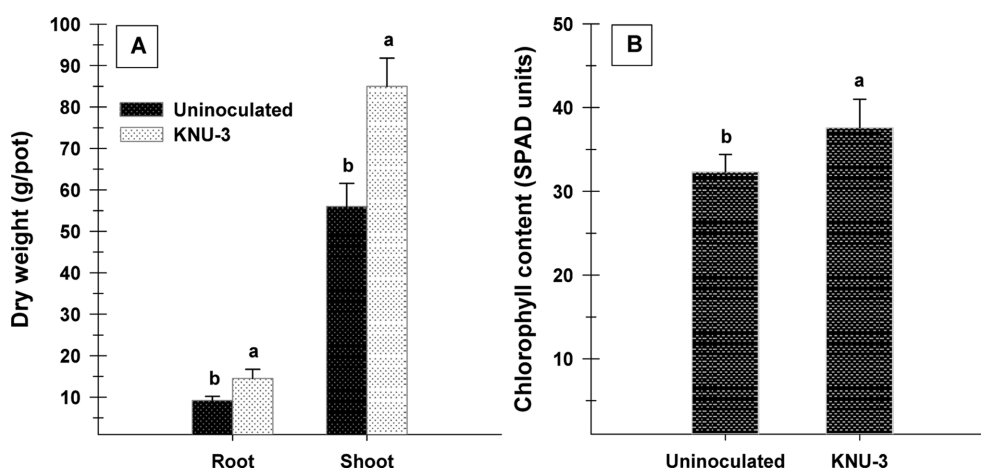 A
Dry weight (g/pot)
100
90
80
70
60
50
40
30
20
10
Uninoculated
KNU-3
b
a
b
a
Root
Shoot
B
Chlorophyll content (SPAD units)
50
40
30
20
10
b
a
Uninoculated
KNU-3